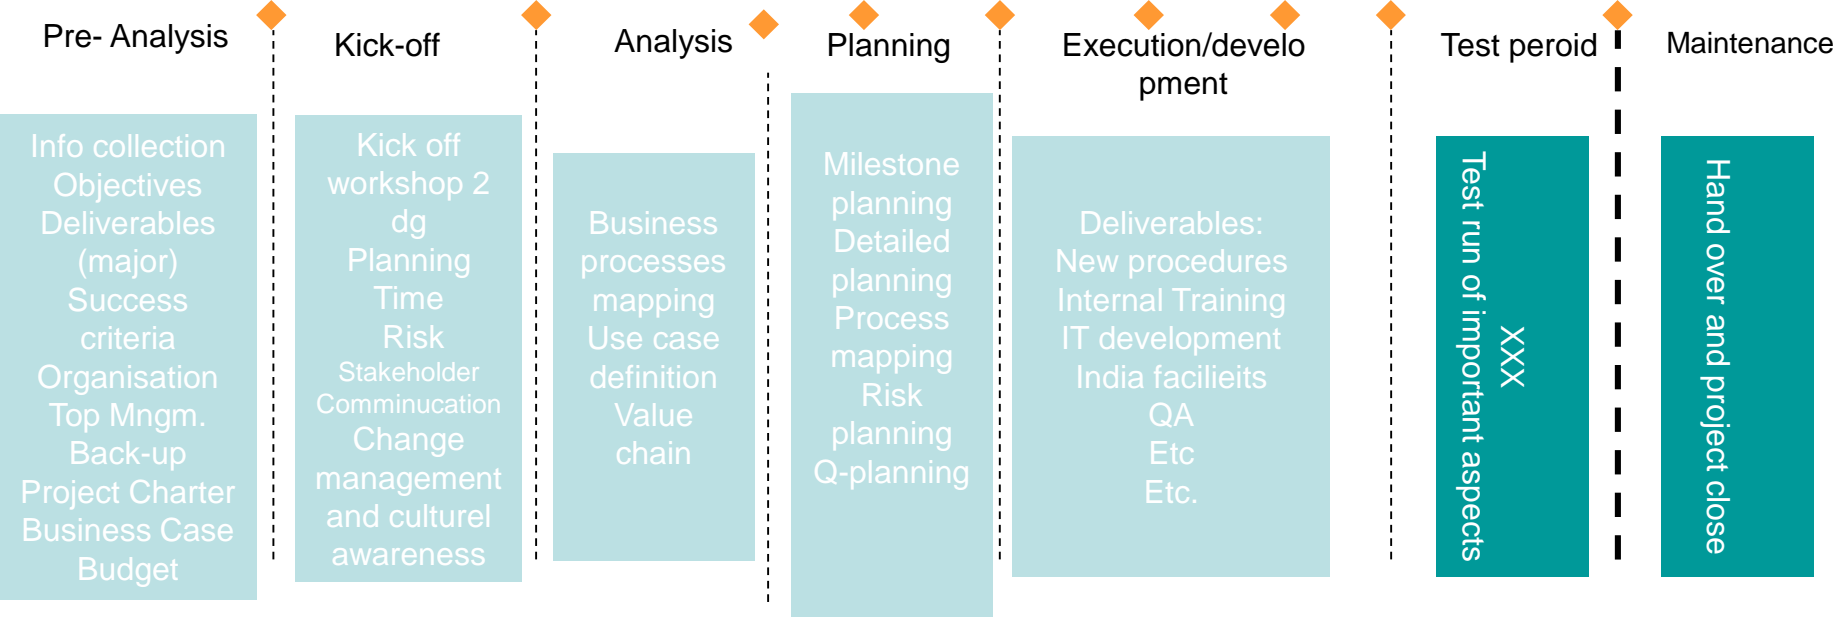 Pre- Analysis
Info collection
Objectives
Deliverables
(major)
Success
criteria
Organisation
Top Mngm.
Back-up
Project Charter
Business Case
Budget
Kick-off
Kick off
workshop 2
dg
Planning
Time
Risk
Stakeholder
Comminucation
Change
management
and culturel
awareness
Analysis
Business
processes
mapping
Use case
definition
Value
chain
Planning
Milestone
planning
Detailed
planning
Process
mapping
Risk
planning
Q-planning
Execution/develo
pment
Deliverables:
New procedures
Internal Training
IT development
India facilieits
QA
Etc
Etc.
Test peroid
XXX
Test run of important aspects
Maintenance
Hand over and project close